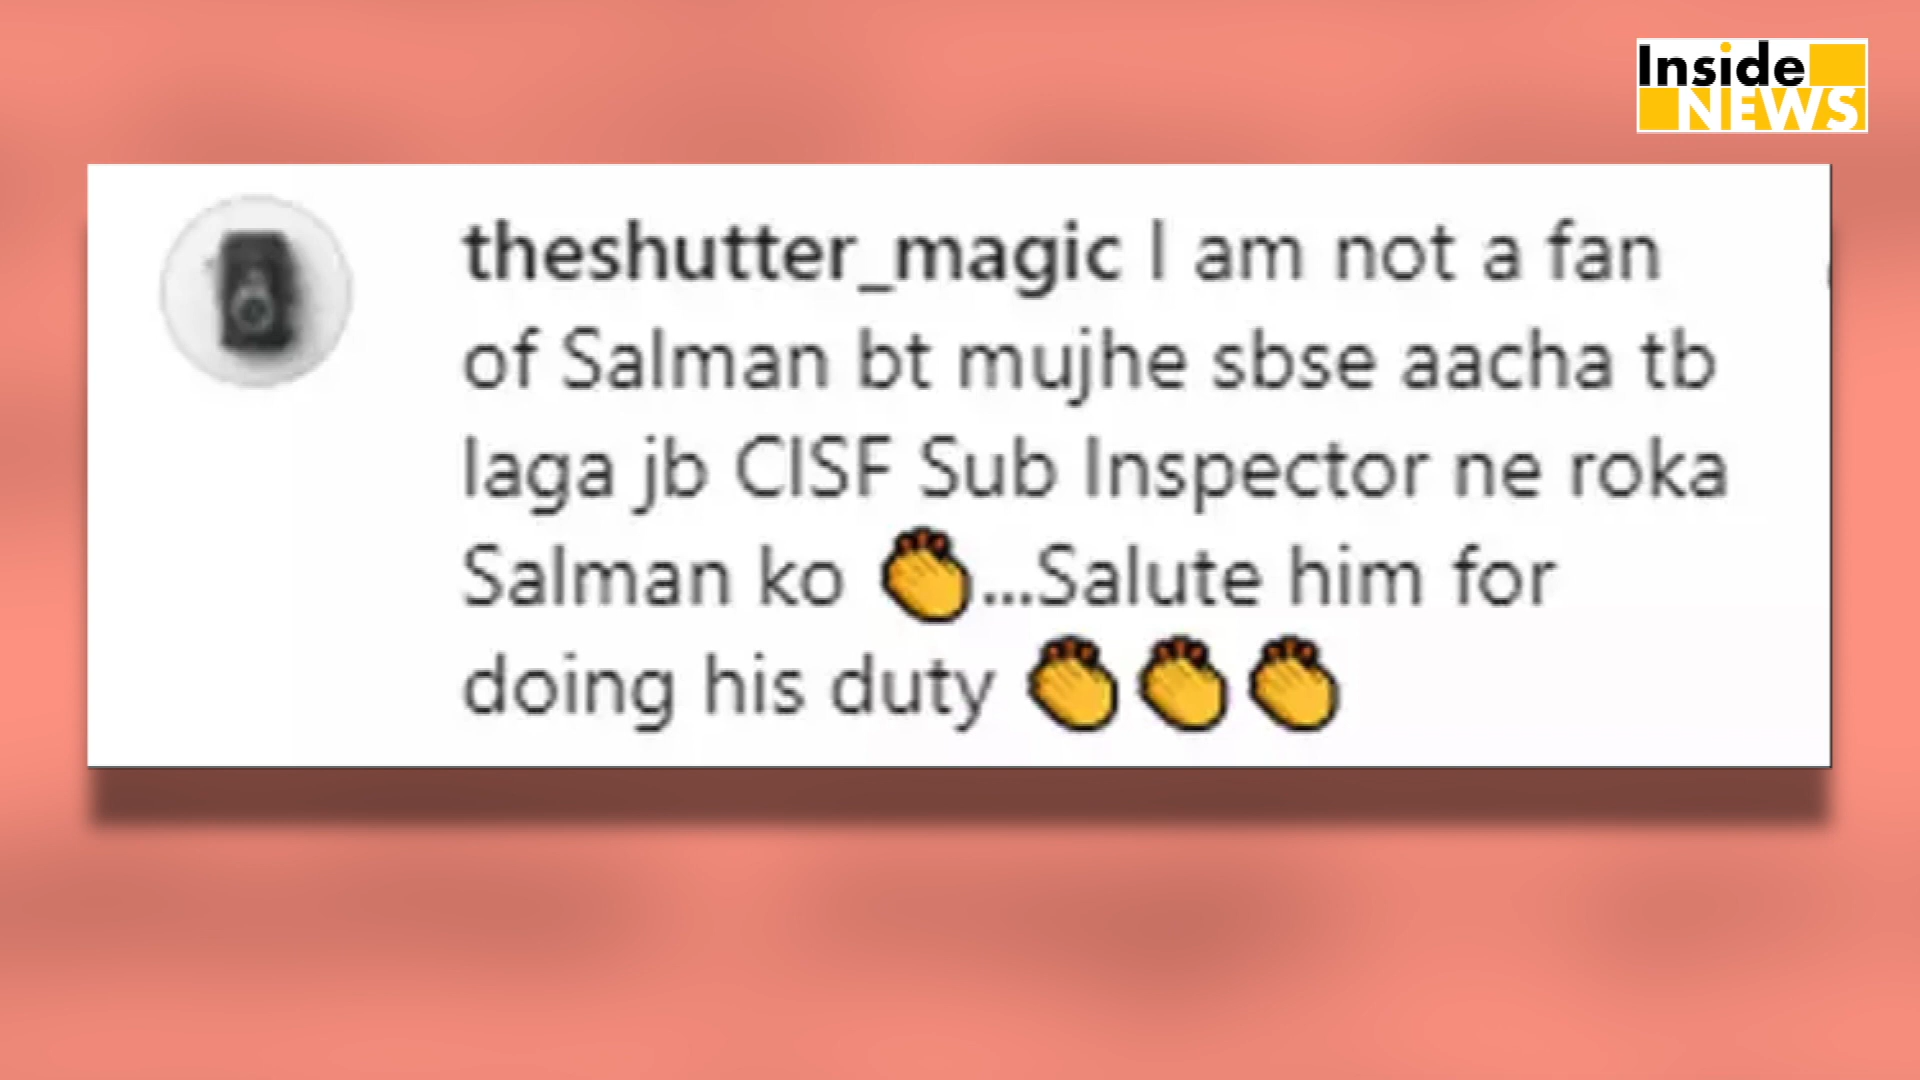 Inside
NEWS
theshutter_magic I am not a fan
of Salman bt mujhe sbse aacha tb
laga jb CISF Sub Inspector ne roka
Salman ko 👏...Salute him for
doing his duty 👏👏👏